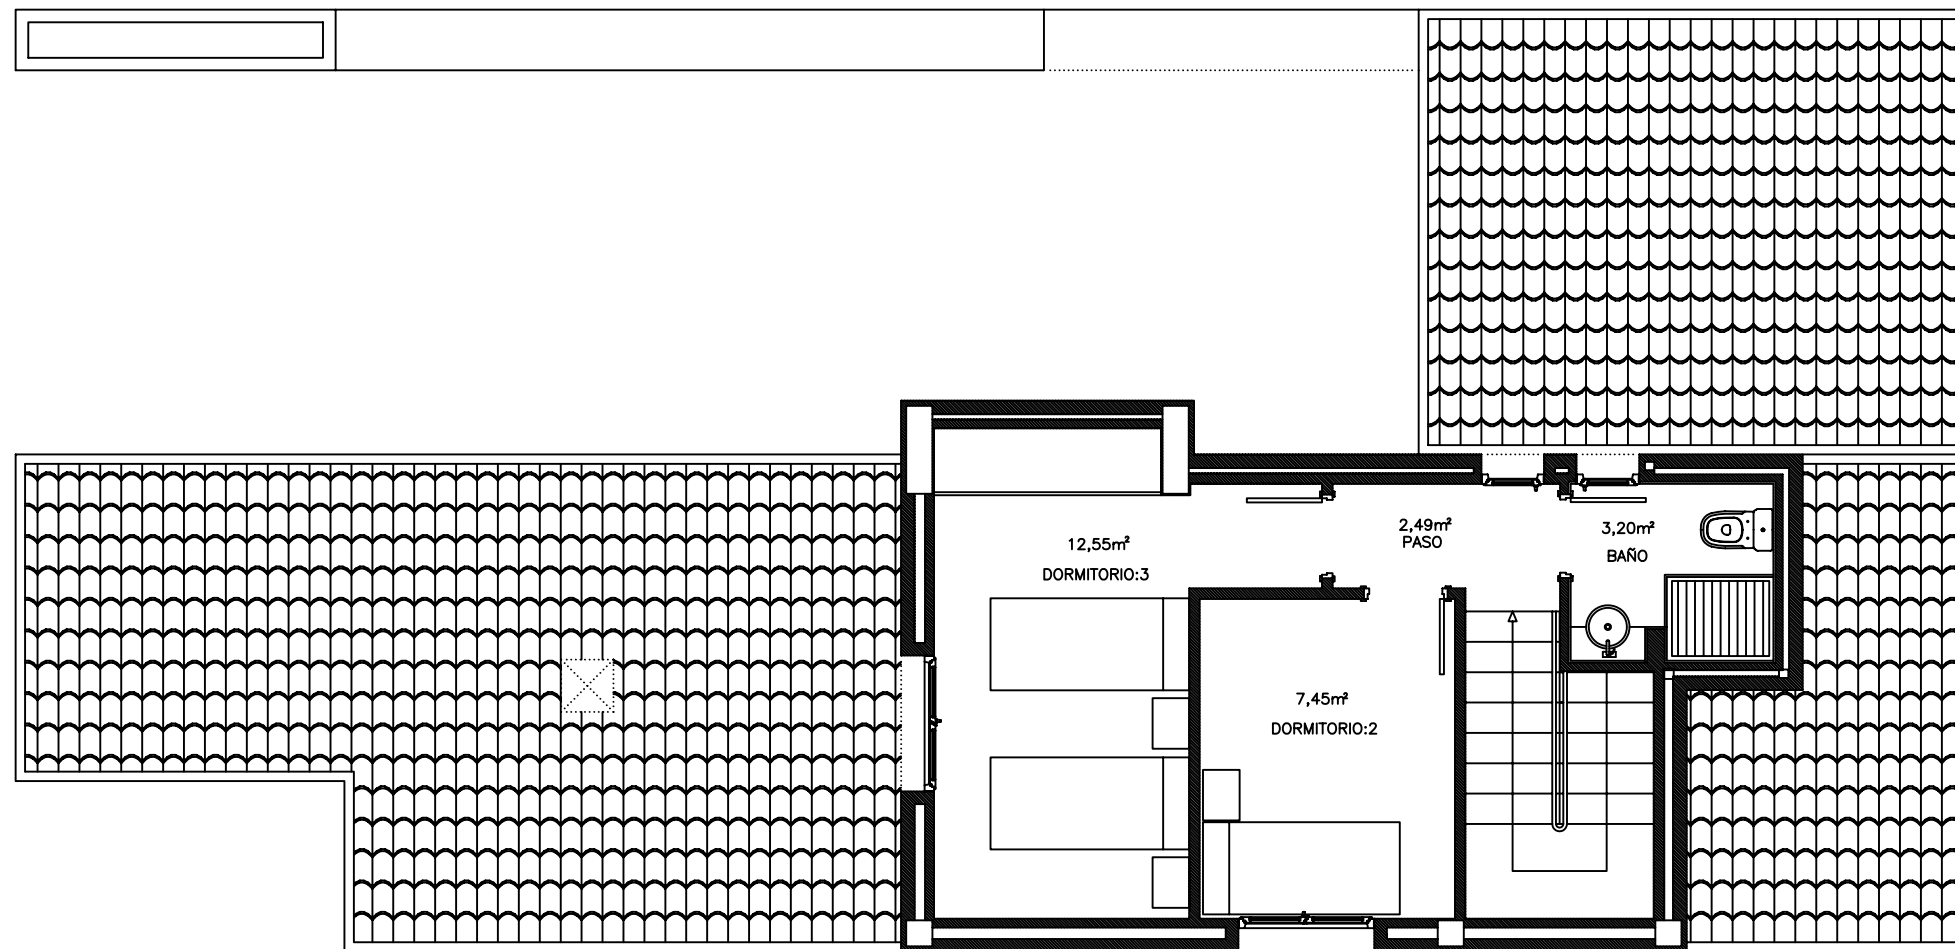 12,55m²
DORMITORIO:3
2,49m²
PASO
3,20m²
BAÑO
7,45m²
DORMITORIO:2